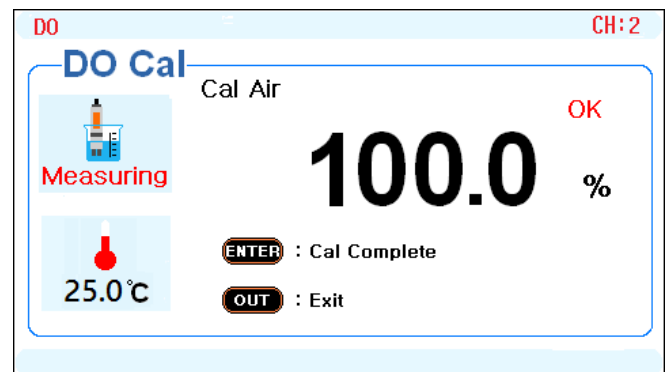 DO CH:2
DO Cal
Cal Air
OK
Measuring
100.0 %
25.0℃
ENTER : Cal Complete
OUT : Exit